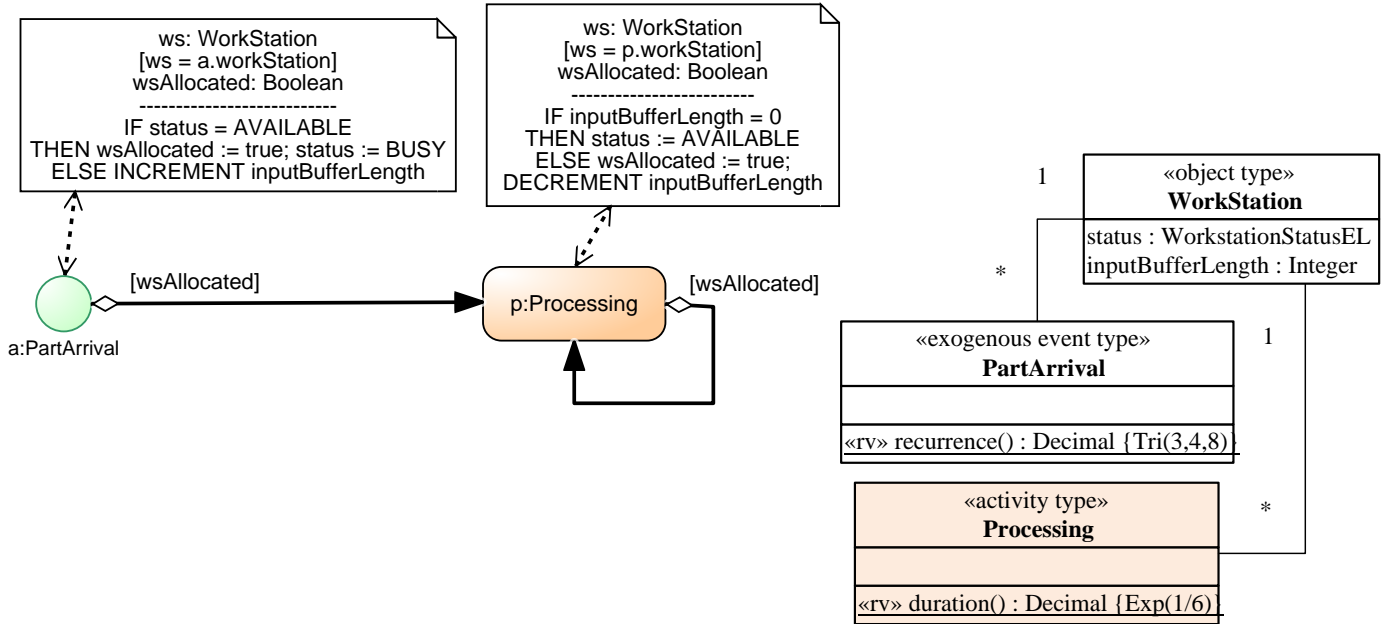 ws: WorkStation
[ws = a.workStation]
wsAllocated: Boolean
---------------------------
IF status = AVAILABLE
THEN wsAllocated := true; status := BUSY
ELSE INCREMENT inputBufferLength
ws: WorkStation
[ws = p.workStation]
wsAllocated: Boolean
-------------------------
IF inputBufferLength = 0
THEN status := AVAILABLE
ELSE wsAllocated := true;
DECREMENT inputBufferLength
[wsAllocated]
a:PartArrival
p:Processing
[wsAllocated]
1
«object type»
WorkStation
status : WorkstationStatusEL
inputBufferLength : Integer
*
«exogenous event type»
PartArrival
«rv» recurrence() : Decimal {Tri(3,4,8)}
1
«activity type»
Processing
«rv» duration() : Decimal {Exp(1/6)}
*